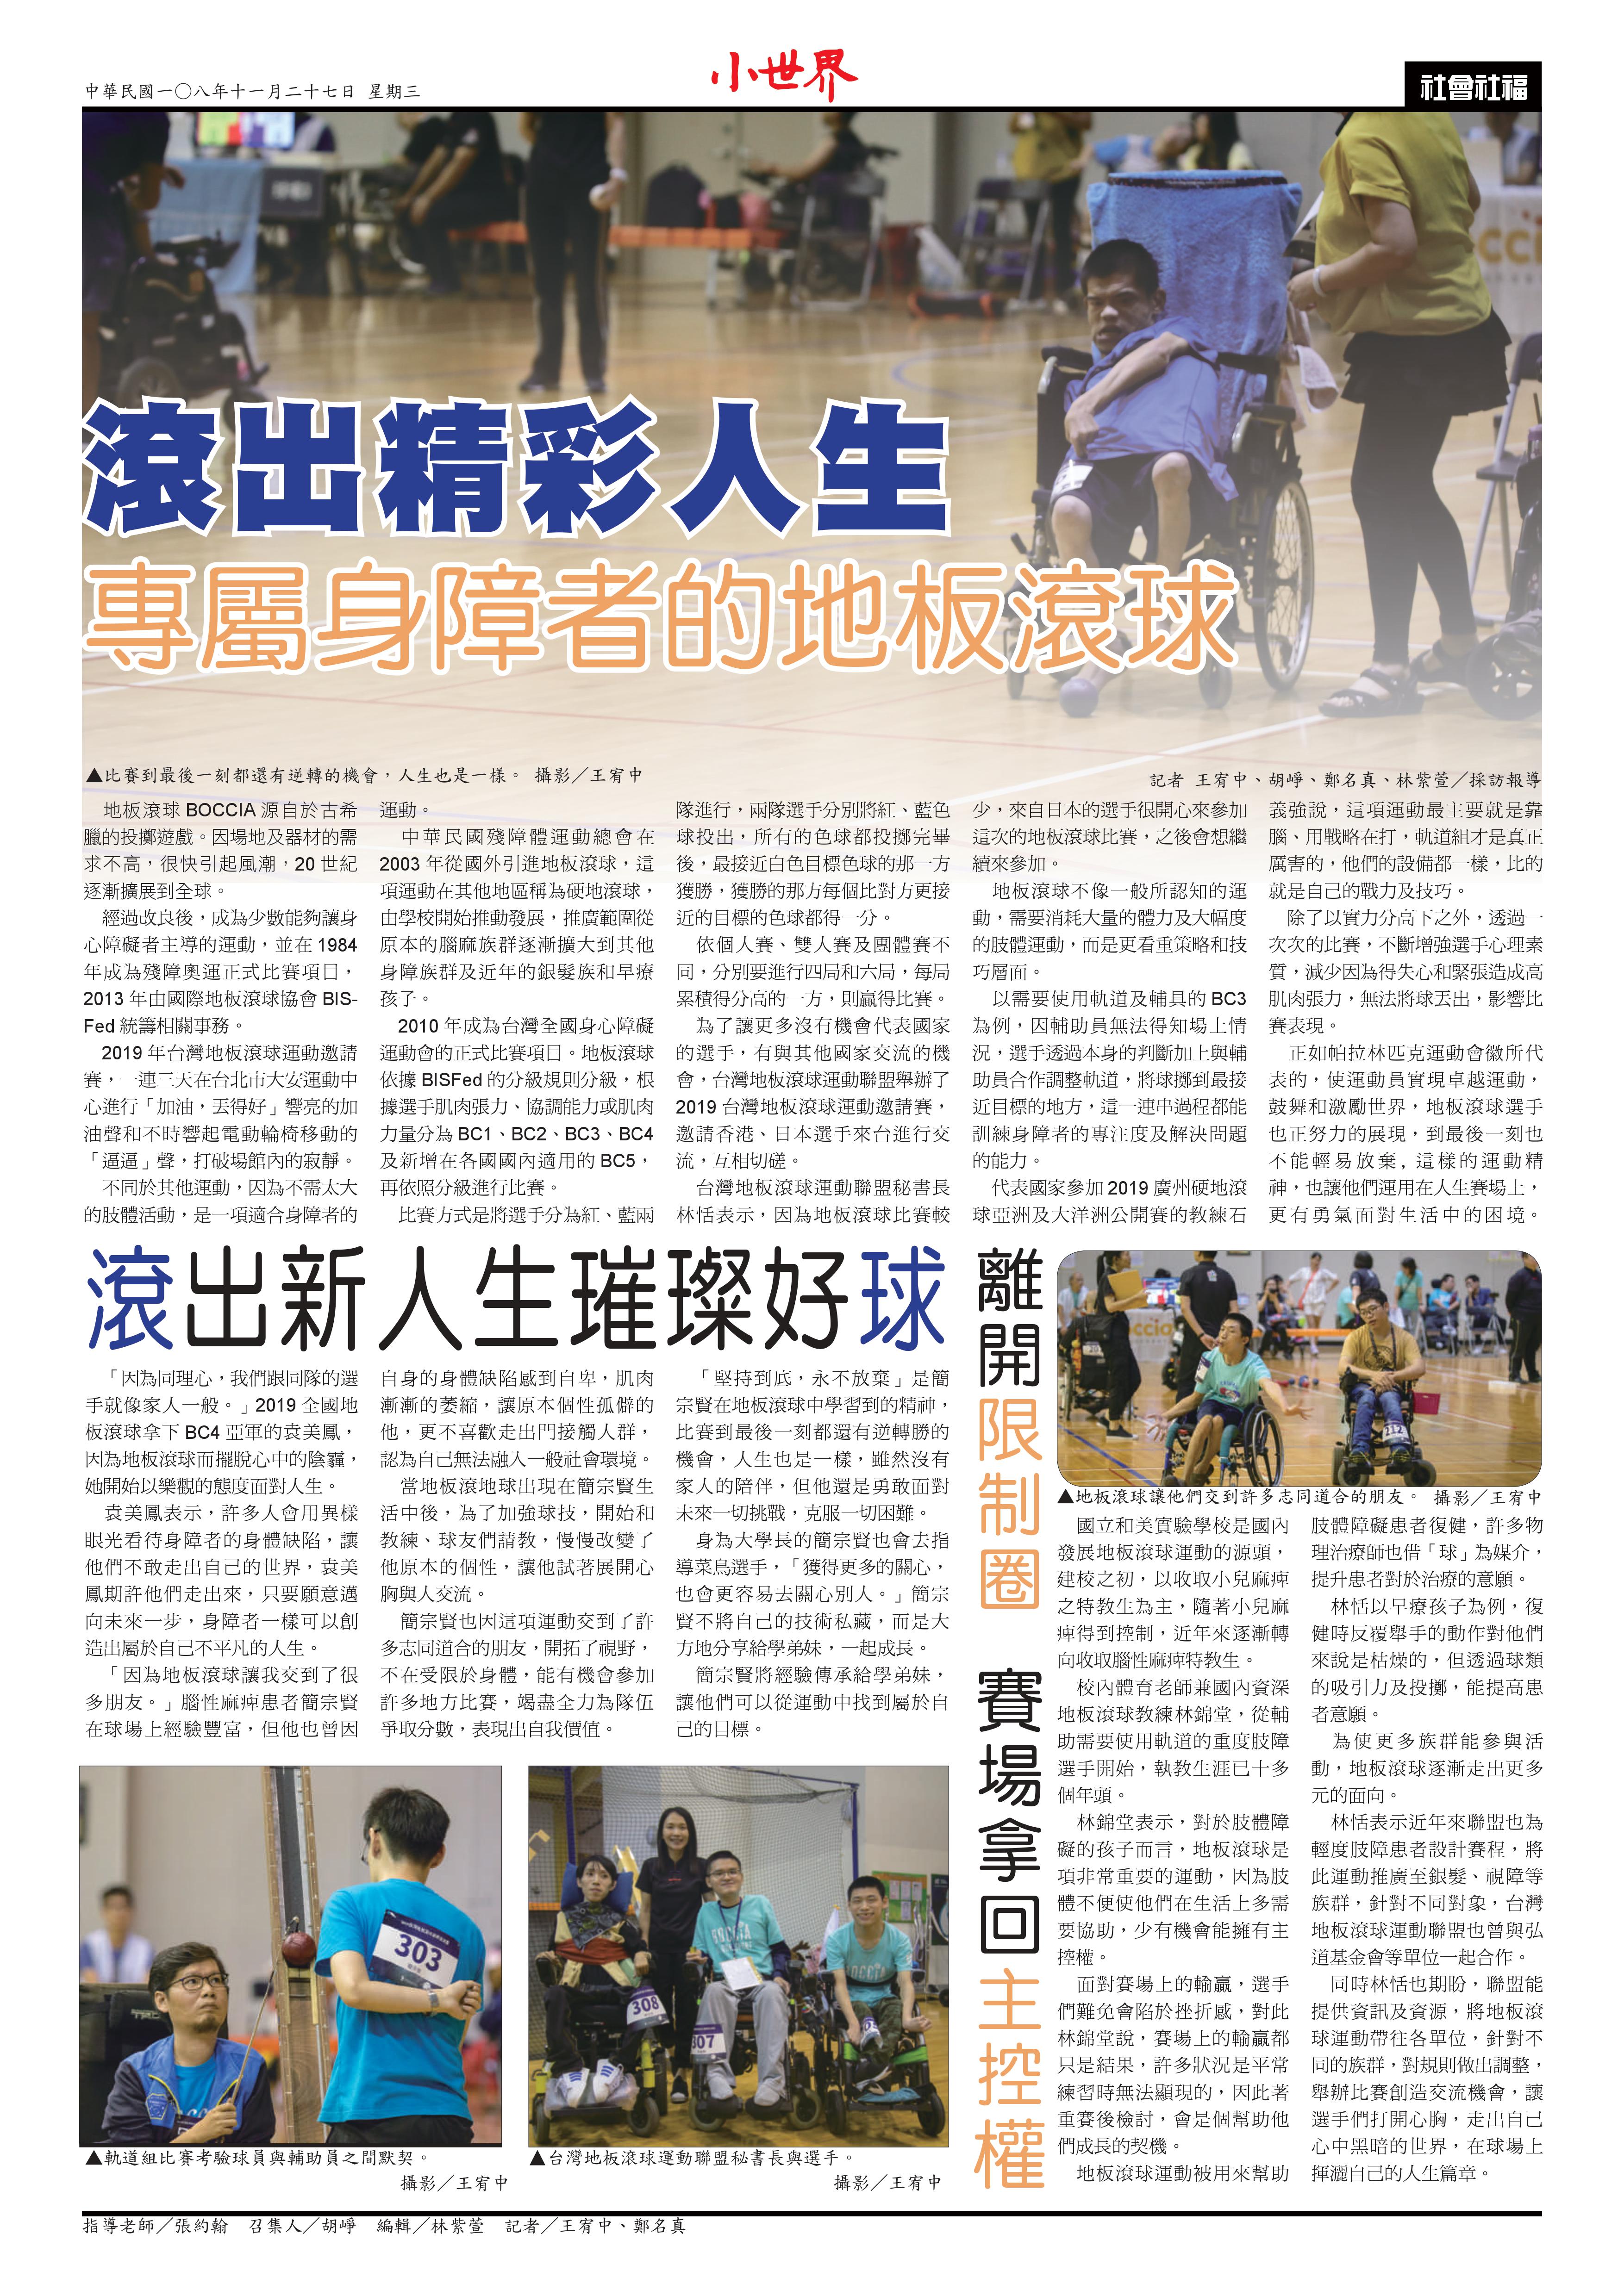 中華民國一〇八年十一月二十七日 星期三
小世界
社會社福
滾出精彩人生
專屬身障者的地板滾球
▲比賽到最後一刻都還有逆轉的機會，人生也是一樣。 攝影／王宥中
記者 王宥中、胡崢、鄭名真、林紫萱／採訪報導
地板滾球 BOCCIA 源自於古希
臘的投擲遊戲。因場地及器材的需
求不高，很快引起風潮，20 世紀
逐漸擴展到全球。
經過改良後，成為少數能夠讓身
心障礙者主導的運動，並在 1984
年成為殘障奧運正式比賽項目，
2013 年由國際地板滾球協會 BIS-
Fed 統籌相關事務。
2019 年台灣地板滾球運動邀請
賽，一連三天在台北市大安運動中
心進行「加油，丟得好」響亮的加
油聲和不時響起電動輪椅移動的
「逼逼」聲，打破場館內的寂靜。
不同於其他運動，因為不需太大
的肢體活動，是一項適合身障者的
運動。
中華民國殘障體運動總會在
2003 年從國外引進地板滾球，這
項運動在其他地區稱為硬地滾球，
由學校開始推動發展，推廣範圍從
原本的腦麻族群逐漸擴大到其他
身障族群及近年的銀髮族和早療
孩子。
2010 年成為台灣全國身心障礙
運動會的正式比賽項目。地板滾球
依據 BISFed 的分級規則分級，根
據選手肌肉張力、協調能力或肌肉
力量分為 BC1、BC2、BC3、BC4
及新增在各國國內適用的 BC5，
再依照分級進行比賽。
比賽方式是將選手分為紅、藍兩
隊進行，兩隊選手分別將紅、藍色
球投出，所有的色球都投擲完畢
後，最接近白色目標色球的那一方
獲勝，獲勝的那方每個比對方更接
近的目標的色球都得一分。
依個人賽、雙人賽及團體賽不
同，分別要進行四局和六局，每局
累積得分高的一方，則贏得比賽。
為了讓更多沒有機會代表國家
的選手，有與其他國家交流的機
會，台灣地板滾球運動聯盟舉辦了
2019 台灣地板滾球運動邀請賽，
邀請香港、日本選手來台進行交
流，互相切磋。
台灣地板滾球運動聯盟秘書長
林恬表示，因為地板滾球比賽較
少，來自日本的選手很開心來參加
這次的地板滾球比賽，之後會想繼
續來參加。
地板滾球不像一般所認知的運
動，需要消耗大量的體力及大幅度
的肢體運動，而是更看重策略和技
巧層面。
以需要使用軌道及輔具的 BC3
為例，因輔助員無法得知場上情
況，選手透過本身的判斷加上與輔
助員合作調整軌道，將球擲到最接
近目標的地方，這一連串過程都能
訓練身障者的專注度及解決問題
的能力。
代表國家參加 2019 廣州硬地滾
球亞洲及大洋洲公開賽的教練石
義強說，這項運動最主要就是靠
腦、用戰略在打，軌道組才是真正
厲害的，他們的設備都一樣，比的
就是自己的戰力及技巧。
除了以實力分高下之外，透過一
次次的比賽，不斷增強選手心理素
質，減少因為得失心和緊張造成高
肌肉張力，無法將球丟出，影響比
賽表現。
正如帕拉林匹克運動會徽所代
表的，使運動員實現卓越運動，
鼓舞和激勵世界，地板滾球選手
也正努力的展現，到最後一刻也
不能輕易放棄, 這樣的運動精
神，也讓他們運用在人生賽場上，
更有勇氣面對生活中的困境。
滾出新人生璀璨好球
「因為同理心，我們跟同隊的選
手就像家人一般。」2019 全國地
板滾球拿下 BC4 亞軍的袁美鳳，
因為地板滾球而擺脫心中的陰霾，
她開始以樂觀的態度面對人生。
袁美鳳表示，許多人會用異樣
眼光看待身障者的身體缺陷，讓
他們不敢走出自己的世界，袁美
鳳期許他們走出來，只要願意邁
向未來一步，身障者一樣可以創
造出屬於自己不平凡的人生。
「因為地板滾球讓我交到了很
多朋友。」腦性麻痺患者簡宗賢
在球場上經驗豐富，但他也曾因
自身的身體缺陷感到自卑，肌肉
漸漸的萎縮，讓原本個性孤僻的
他，更不喜歡走出門接觸人群，
認為自己無法融入一般社會環境。
當地板滾地球出現在簡宗賢生
活中後，為了加強球技，開始和
教練、球友們請教，慢慢改變了
他原本的個性，讓他試著展開心
胸與人交流。
簡宗賢也因這項運動交到了許
多志同道合的朋友，開拓了視野，
不在受限於身體，能有機會參加
許多地方比賽，竭盡全力為隊伍
爭取分數，表現出自我價值。
「堅持到底，永不放棄」是簡
宗賢在地板滾球中學習到的精神，
比賽到最後一刻都還有逆轉勝的
機會，人生也是一樣，雖然沒有
家人的陪伴，但他還是勇敢面對
未來一切挑戰，克服一切困難。
身為大學長的簡宗賢也會去指
導菜鳥選手，「獲得更多的關心，
也會更容易去關心別人。」簡宗
賢不將自己的技術私藏，而是大
方地分享給學弟妹，一起成長。
簡宗賢將經驗傳承給學弟妹，
讓他們可以從運動中找到屬於自
己的目標。
303
▲軌道組比賽考驗球員與輔助員之間默契。
攝影／王宥中
308
307
▲台灣地板滾球運動聯盟秘書長與選手。
攝影／王宥中
離開限制圈 賽場拿回主控權
212
▲地板滾球讓他們交到許多志同道合的朋友。 攝影／王宥中
國立和美實驗學校是國內
發展地板滾球運動的源頭，
建校之初，以收取小兒麻痺
之特教生為主，隨著小兒麻
痺得到控制，近年來逐漸轉
向收取腦性麻痺特教生。
校內體育老師兼國內資深
地板滾球教練林錦堂，從輔
助需要使用軌道的重度肢障
選手開始，執教生涯已十多
個年頭。
林錦堂表示，對於肢體障
礙的孩子而言，地板滾球是
項非常重要的運動，因為肢
體不便使他們在生活上多需
要協助，少有機會能擁有主
控權。
面對賽場上的輸贏，選手
們難免會陷於挫折感，對此
林錦堂說，賽場上的輸贏都
只是結果，許多狀況是平常
練習時無法顯現的，因此著
重賽後檢討，會是個幫助他
們成長的契機。
地板滾球運動被用來幫助
肢體障礙患者復健，許多物
理治療師也借「球」為媒介，
提升患者對於治療的意願。
林恬以早療孩子為例，復
健時反覆舉手的動作對他們
來說是枯燥的，但透過球類
的吸引力及投擲，能提高患
者意願。
為使更多族群能參與活
動，地板滾球逐漸走出更多
元的面向。
林恬表示近年來聯盟也為
輕度肢障患者設計賽程，將
此運動推廣至銀髮、視障等
族群，針對不同對象，台灣
地板滾球運動聯盟也曾與弘
道基金會等單位一起合作。
同時林恬也期盼，聯盟能
提供資訊及資源，將地板滾
球運動帶往各單位，針對不
同的族群，對規則做出調整，
舉辦比賽創造交流機會，讓
選手們打開心胸，走出自己
心中黑暗的世界，在球場上
揮灑自己的人生篇章。
指導老師／張約翰 召集人／胡崢 編輯／林紫萱 記者／王宥中、鄭名真